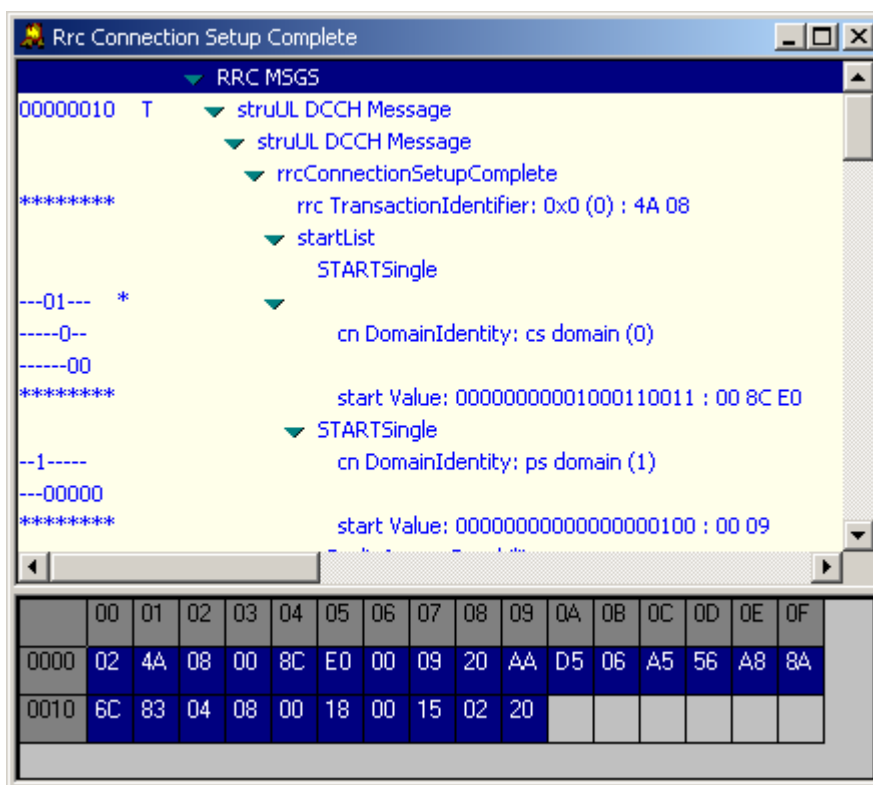 Rrc Connection Setup Complete
RRC MSGS
00000010 T struUL DCCH Message
struUL DCCH Message
rrcConnectionSetupComplete
******** rrc TransactionIdentifier: 0x0 (0) : 4A 08
startList
STARTSingle
---01--- *
-----0-- cn DomainIdentity: cs domain (0)
------00
******** start Value: 00000000001000110011 : 00 8C E0
STARTSingle
--1----- cn DomainIdentity: ps domain (1)
---00000
******** start Value: 00000000000000000100 : 00 09
00 01 02 03 04 05 06 07 08 09 0A 0B 0C 0D 0E 0F
0000 02 4A 08 00 8C E0 00 09 20 AA D5 06 A5 56 A8 8A
0010 6C 83 04 08 00 18 00 15 02 20